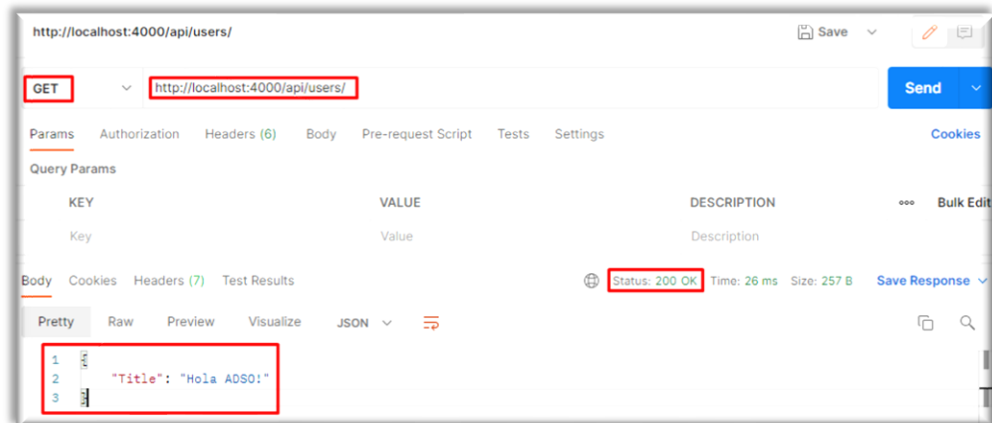 http://localhost:4000/api/users/ Save
GET http://localhost:4000/api/users/ Send
Params Authorization Headers (6) Body Pre-request Script Tests Settings Cookies
Query Params
KEY VALUE DESCRIPTION ooo Bulk Edit
Key Value Description
Body Cookies Headers (7) Test Results Status: 200 OK Time: 26 ms Size: 257 B Save Response
Pretty Raw Preview Visualize JSON
1 {
2 "Title": "Hola ADSO!"
3 }